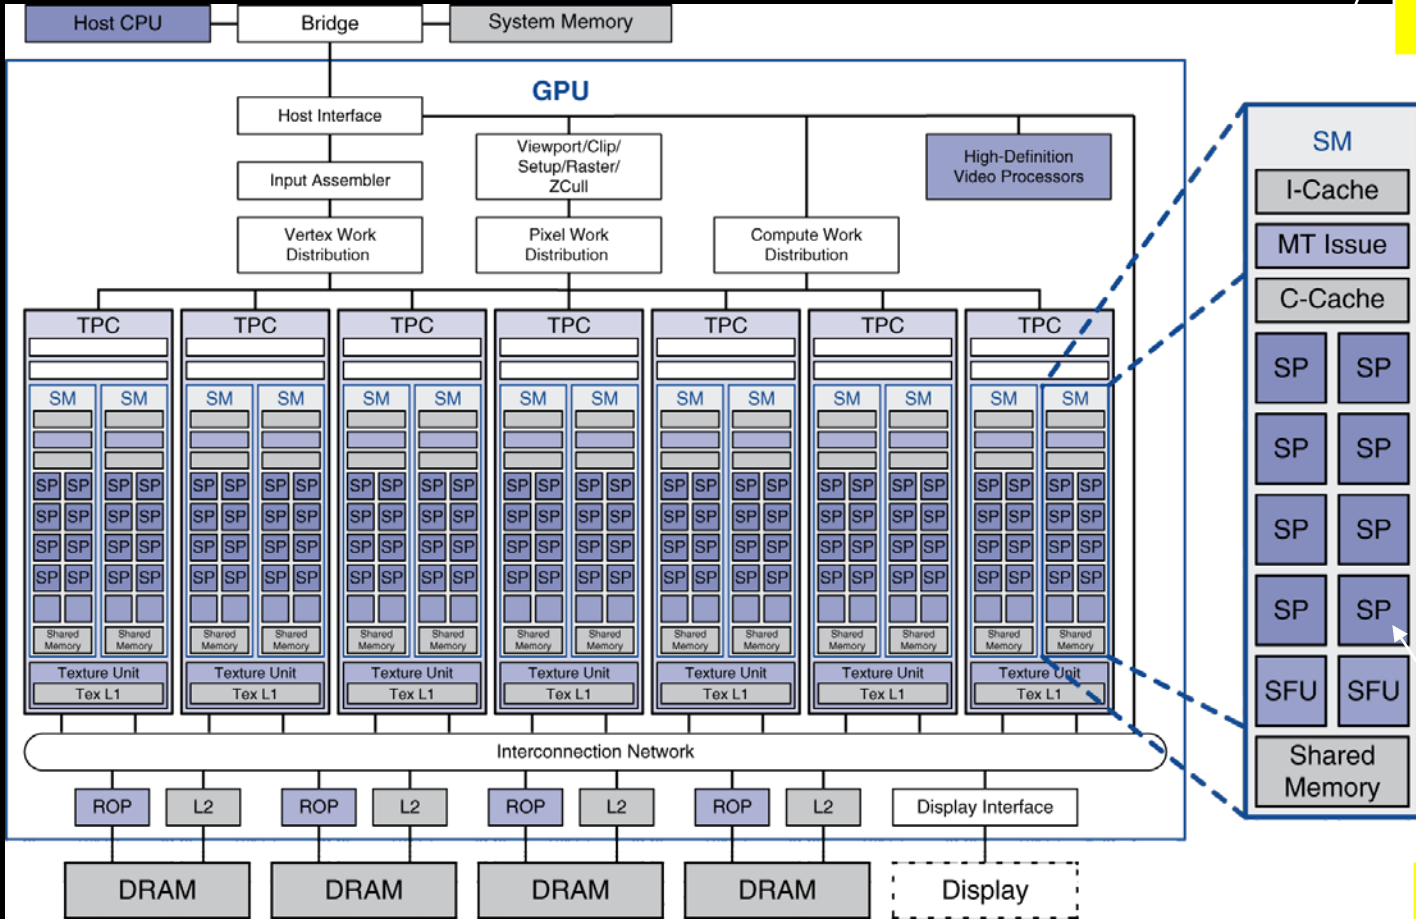 Host CPU
Bridge
System Memory
GPU
Host Interface
Viewport/Clip/
Setup/Raster/
ZCull
High-Definition
Video Processors
Input Assembler
Vertex Work
Distribution
Pixel Work
Distribution
Compute Work
Distribution
TPC TPC TPC TPC TPC TPC TPC
SM SM SM SM SM SM SM SM SM SM SM SM SM SM
SP SP SP SP SP SP SP SP SP SP SP SP SP SP SP SP SP SP SP SP SP SP SP SP SP SP SP SP
SP SP SP SP SP SP SP SP SP SP SP SP SP SP SP SP SP SP SP SP SP SP SP SP SP SP SP SP
SP SP SP SP SP SP SP SP SP SP SP SP SP SP SP SP SP SP SP SP SP SP SP SP SP SP SP SP
SP SP SP SP SP SP SP SP SP SP SP SP SP SP SP SP SP SP SP SP SP SP SP SP SP SP SP SP
Shared Shared Shared Shared Shared Shared Shared Shared Shared Shared Shared Shared Shared Shared
Memory Memory Memory Memory Memory Memory Memory Memory Memory Memory Memory Memory Memory Memory
Texture Unit Texture Unit Texture Unit Texture Unit Texture Unit Texture Unit Texture Unit
Tex L1 Tex L1 Tex L1 Tex L1 Tex L1 Tex L1 Tex L1
Interconnection Network
ROP L2 ROP L2 ROP L2 ROP L2 Display Interface
DRAM DRAM DRAM DRAM Display
SM
I-Cache
MT Issue
C-Cache
SP SP
SP SP
SP SP
SP SP
SFU SFU
Shared
Memory